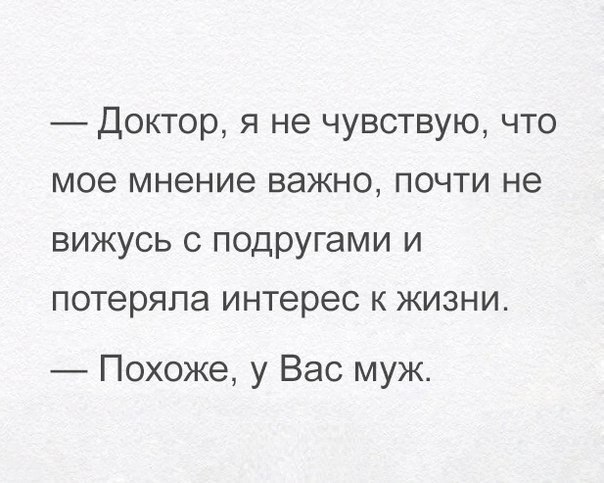 — Доктор, я не чувствую, что
мое мнение важно, почти не
вижусь с подругами и
потеряла интерес к жизни.
— Похоже, у Вас муж.